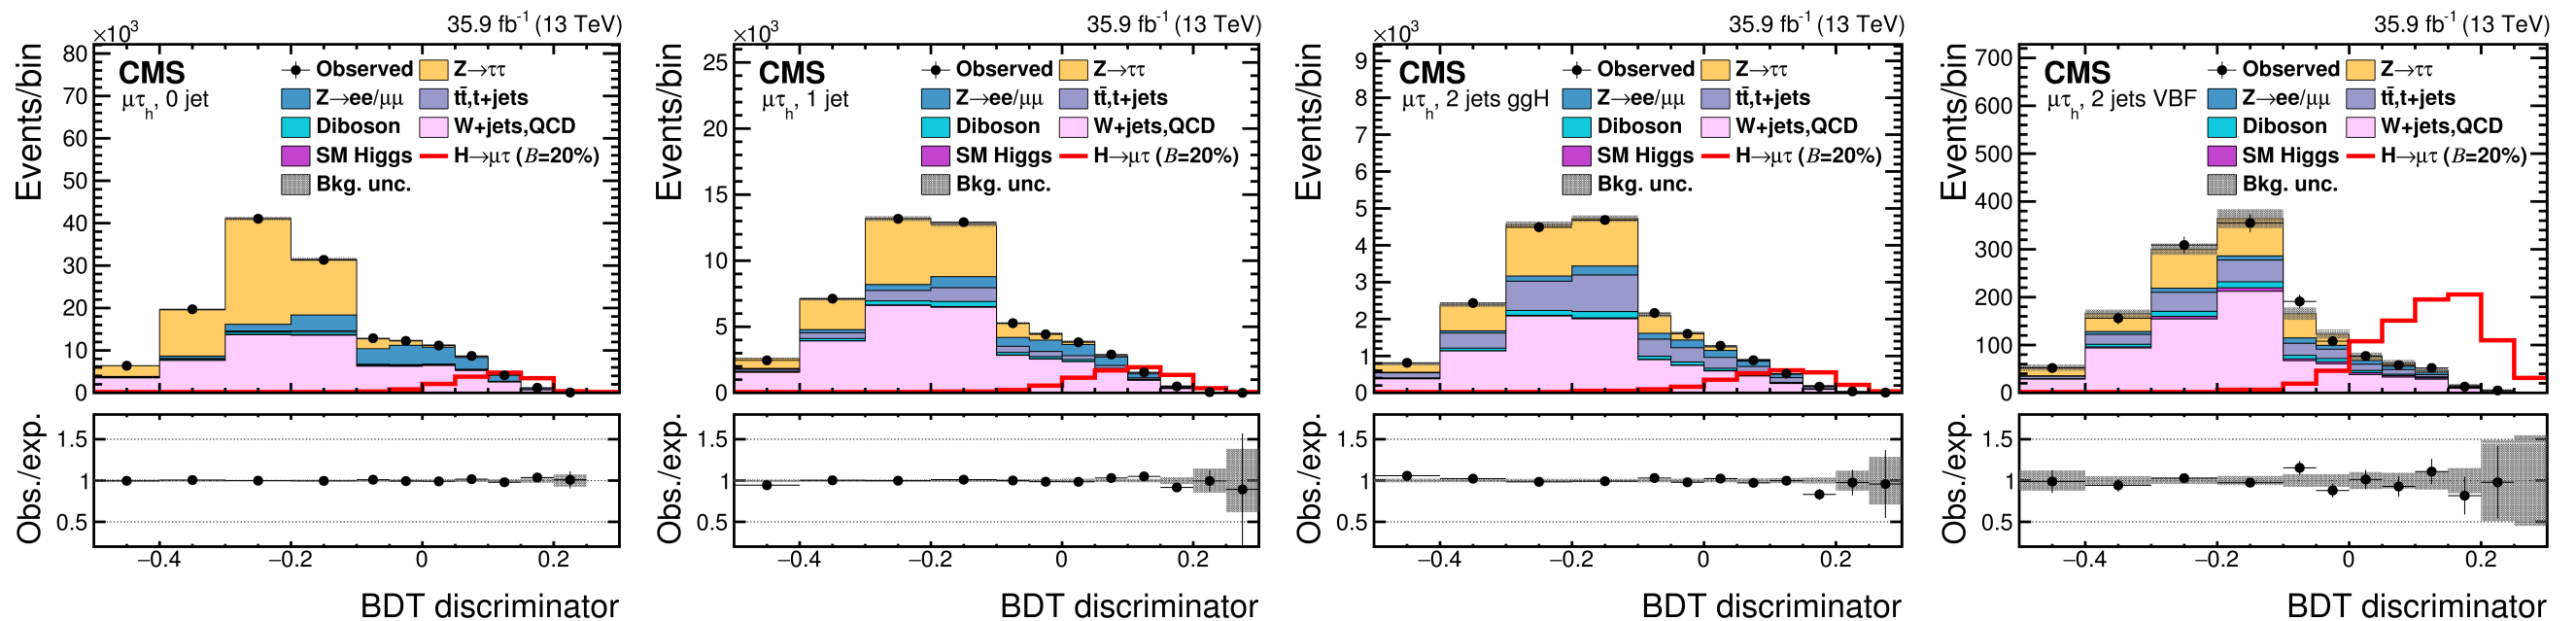 35.9 fb⁻¹ (13 TeV)
×10³
Events/bin
CMS
μτₕ, 0 jet
Observed
Z→ττ
Z→ee/μμ
tt̄,t+jets
Diboson
W+jets,QCD
SM Higgs
H→μτ (B=20%)
Bkg. unc.
80
70
60
50
40
30
20
10
0
Obs./exp.
1.5
1
0.5
−0.4
−0.2
0
0.2
BDT discriminator
35.9 fb⁻¹ (13 TeV)
×10³
Events/bin
CMS
μτₕ, 1 jet
Observed
Z→ττ
Z→ee/μμ
tt̄,t+jets
Diboson
W+jets,QCD
SM Higgs
H→μτ (B=20%)
Bkg. unc.
25
20
15
10
5
0
Obs./exp.
1.5
1
0.5
−0.4
−0.2
0
0.2
BDT discriminator
35.9 fb⁻¹ (13 TeV)
×10³
Events/bin
CMS
μτₕ, 2 jets ggH
Observed
Z→ττ
Z→ee/μμ
tt̄,t+jets
Diboson
W+jets,QCD
SM Higgs
H→μτ (B=20%)
Bkg. unc.
9
8
7
6
5
4
3
2
1
0
Obs./exp.
1.5
1
0.5
−0.4
−0.2
0
0.2
BDT discriminator
35.9 fb⁻¹ (13 TeV)
Events/bin
CMS
μτₕ, 2 jets VBF
Observed
Z→ττ
Z→ee/μμ
tt̄,t+jets
Diboson
W+jets,QCD
SM Higgs
H→μτ (B=20%)
Bkg. unc.
700
600
500
400
300
200
100
0
Obs./exp.
1.5
1
0.5
−0.4
−0.2
0
0.2
BDT discriminator